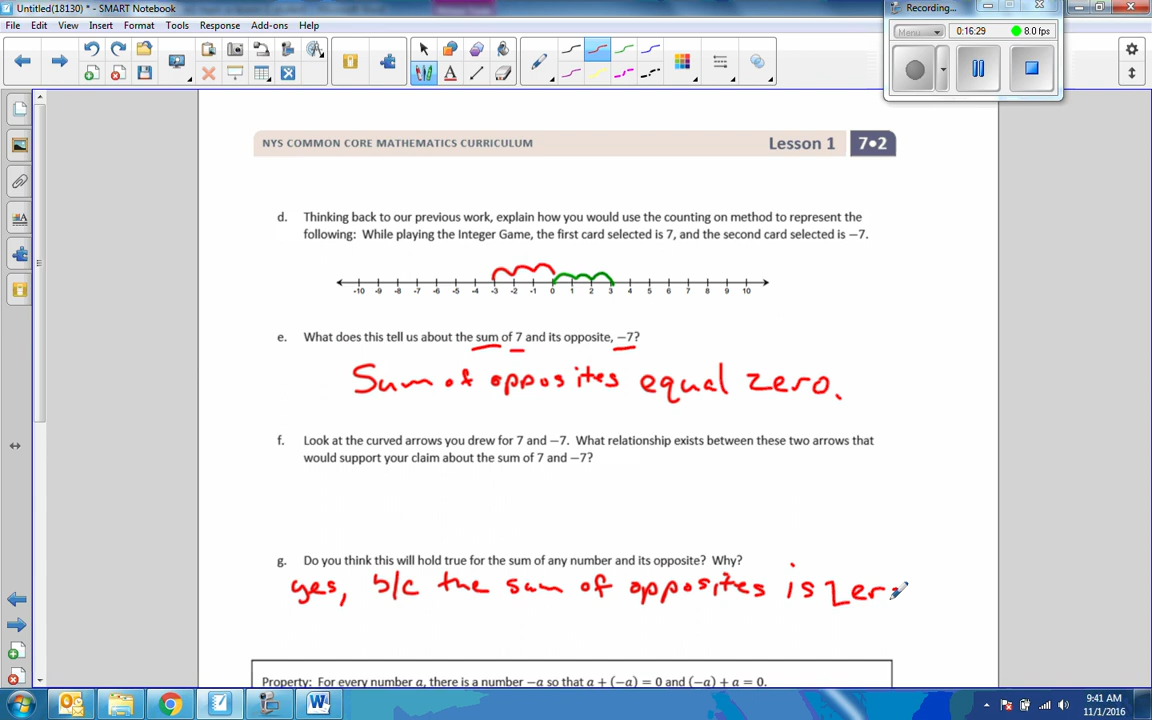 Untitled(18130) * - SMART Notebook
Recording...
File Edit View Insert Format Tools Response Add-ons Help
Menu
0:16:29
8.0 fps
NYS COMMON CORE MATHEMATICS CURRICULUM
Lesson 1
7•2
d. Thinking back to our previous work, explain how you would use the counting on method to represent the
following: While playing the Integer Game, the first card selected is 7, and the second card selected is −7.
-10 -9 -8 -7 -6 -5 -4 -3 -2 -1 0 1 2 3 4 5 6 7 8 9 10
e. What does this tell us about the sum of 7 and its opposite, −7?
Sum of opposites equal zero.
f. Look at the curved arrows you drew for 7 and −7. What relationship exists between these two arrows that
would support your claim about the sum of 7 and −7?
g. Do you think this will hold true for the sum of any number and its opposite? Why?
yes, b/c the sum of opposites is zer
Property: For every number a, there is a number −a so that a + (−a) = 0 and (−a) + a = 0.
9:41 AM
11/1/2016